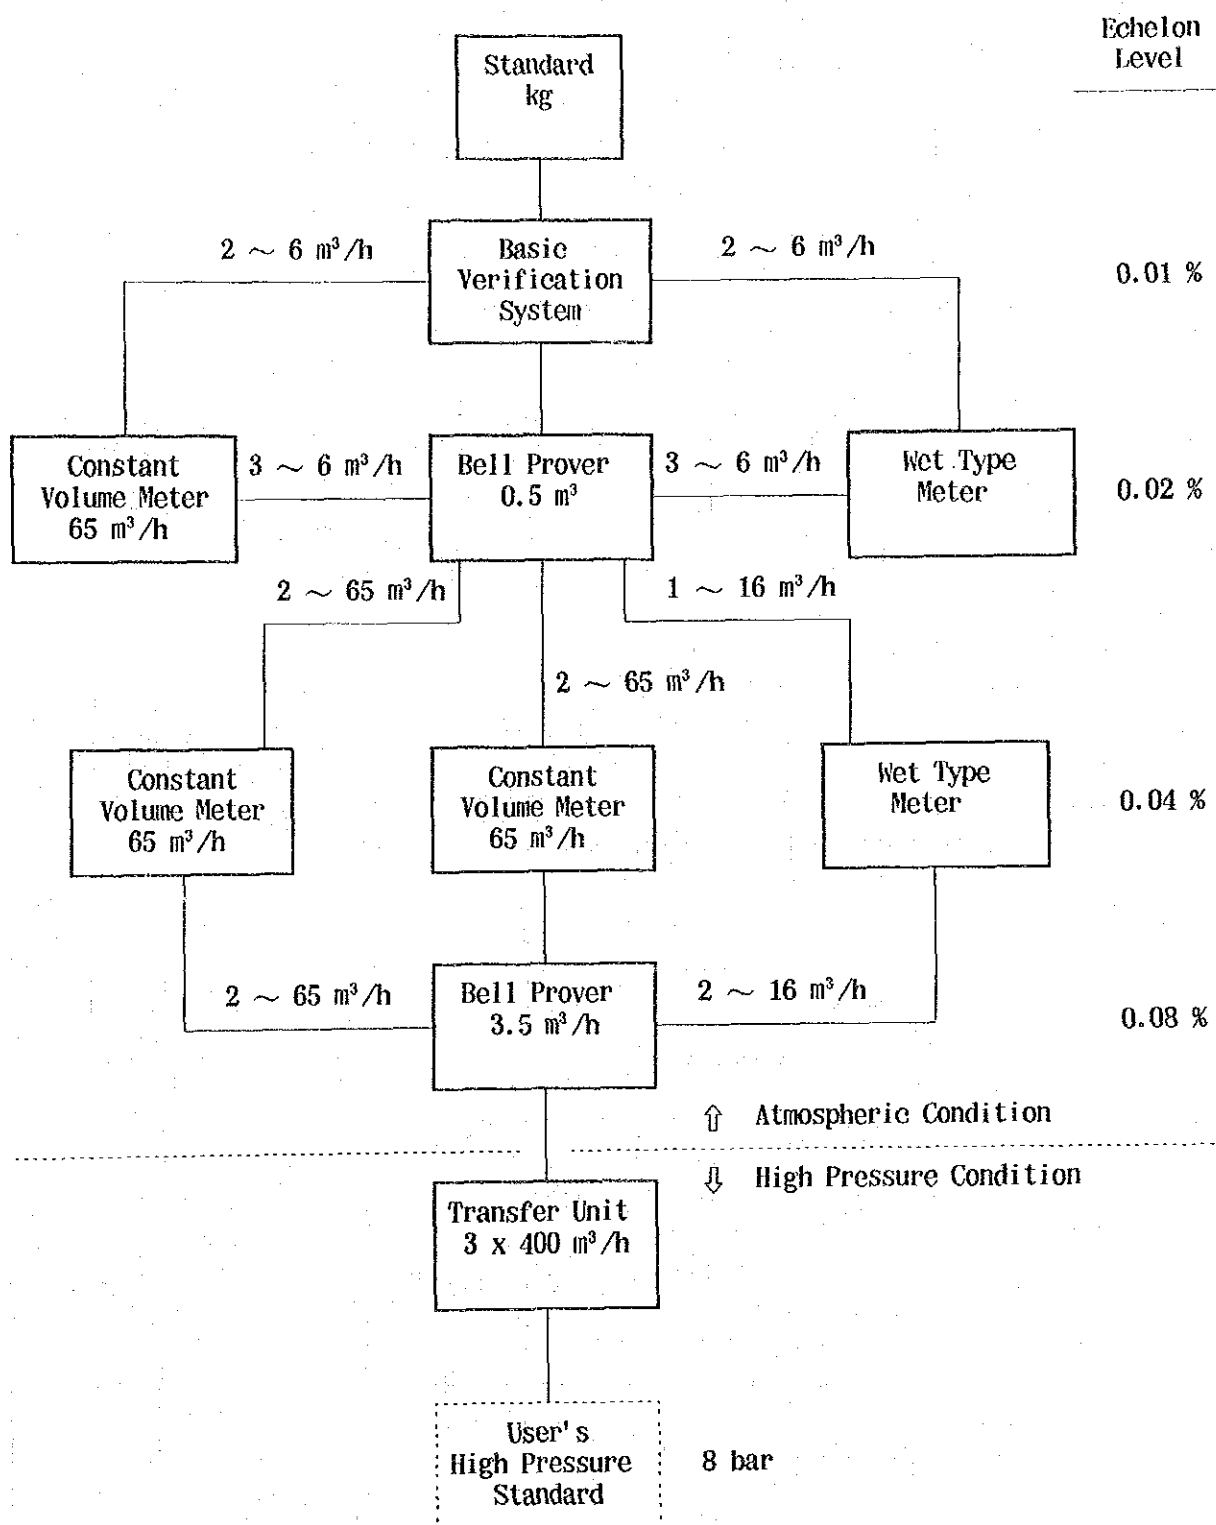 Echelon
Level
Standard
kg
2 ~ 6 m³/h
Basic
Verification
System
2 ~ 6 m³/h
0.01 %
Constant
Volume Meter
65 m³/h
3 ~ 6 m³/h
Bell Prover
0.5 m³
3 ~ 6 m³/h
Wet Type
Meter
0.02 %
2 ~ 65 m³/h
1 ~ 16 m³/h
2 ~ 65 m³/h
Constant
Volume Meter
65 m³/h
Constant
Volume Meter
65 m³/h
Wet Type
Meter
0.04 %
2 ~ 65 m³/h
Bell Prover
3.5 m³/h
2 ~ 16 m³/h
0.08 %
⇧ Atmospheric Condition
⇩ High Pressure Condition
Transfer Unit
3 x 400 m³/h
User's
High Pressure
Standard
8 bar